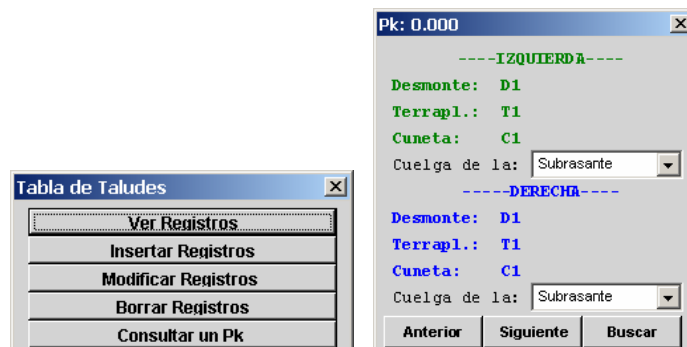 Tabla de Taludes
Ver Registros
Insertar Registros
Modificar Registros
Borrar Registros
Consultar un Pk
Pk: 0.000
----IZQUIERDA----
Desmonte: D1
Terrapl.: T1
Cuneta: C1
Cuelga de la: Subrasante
-----DERECHA----
Desmonte: D1
Terrapl.: T1
Cuneta: C1
Cuelga de la: Subrasante
Anterior Siguiente Buscar